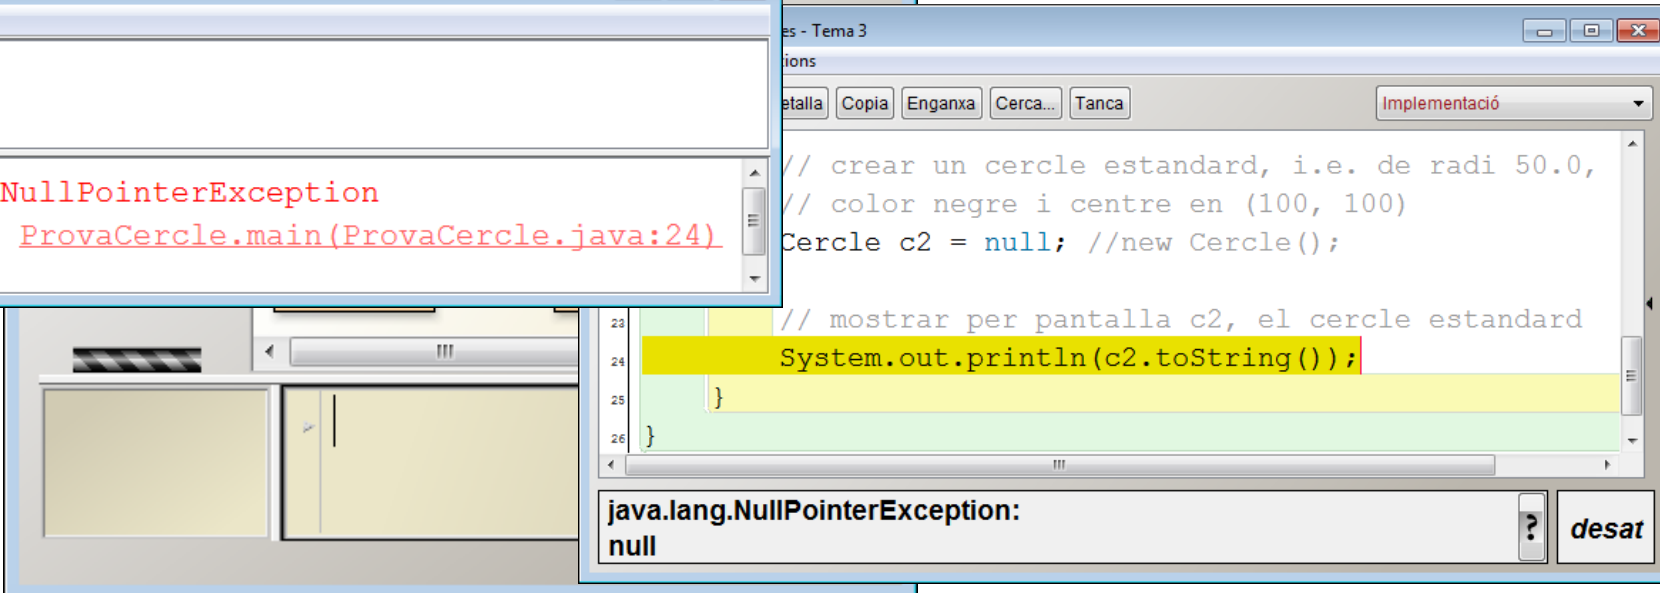 NullPointerException
ProvaCercle.main(ProvaCercle.java:24)
es - Tema 3
ions
etalla Copia Enganxa Cerca... Tanca Implementació
// crear un cercle estandard, i.e. de radi 50.0,
// color negre i centre en (100, 100)
Cercle c2 = null; //new Cercle();
23 // mostrar per pantalla c2, el cercle estandard
24 System.out.println(c2.toString());
25 }
26 }
java.lang.NullPointerException:
null
?
desat